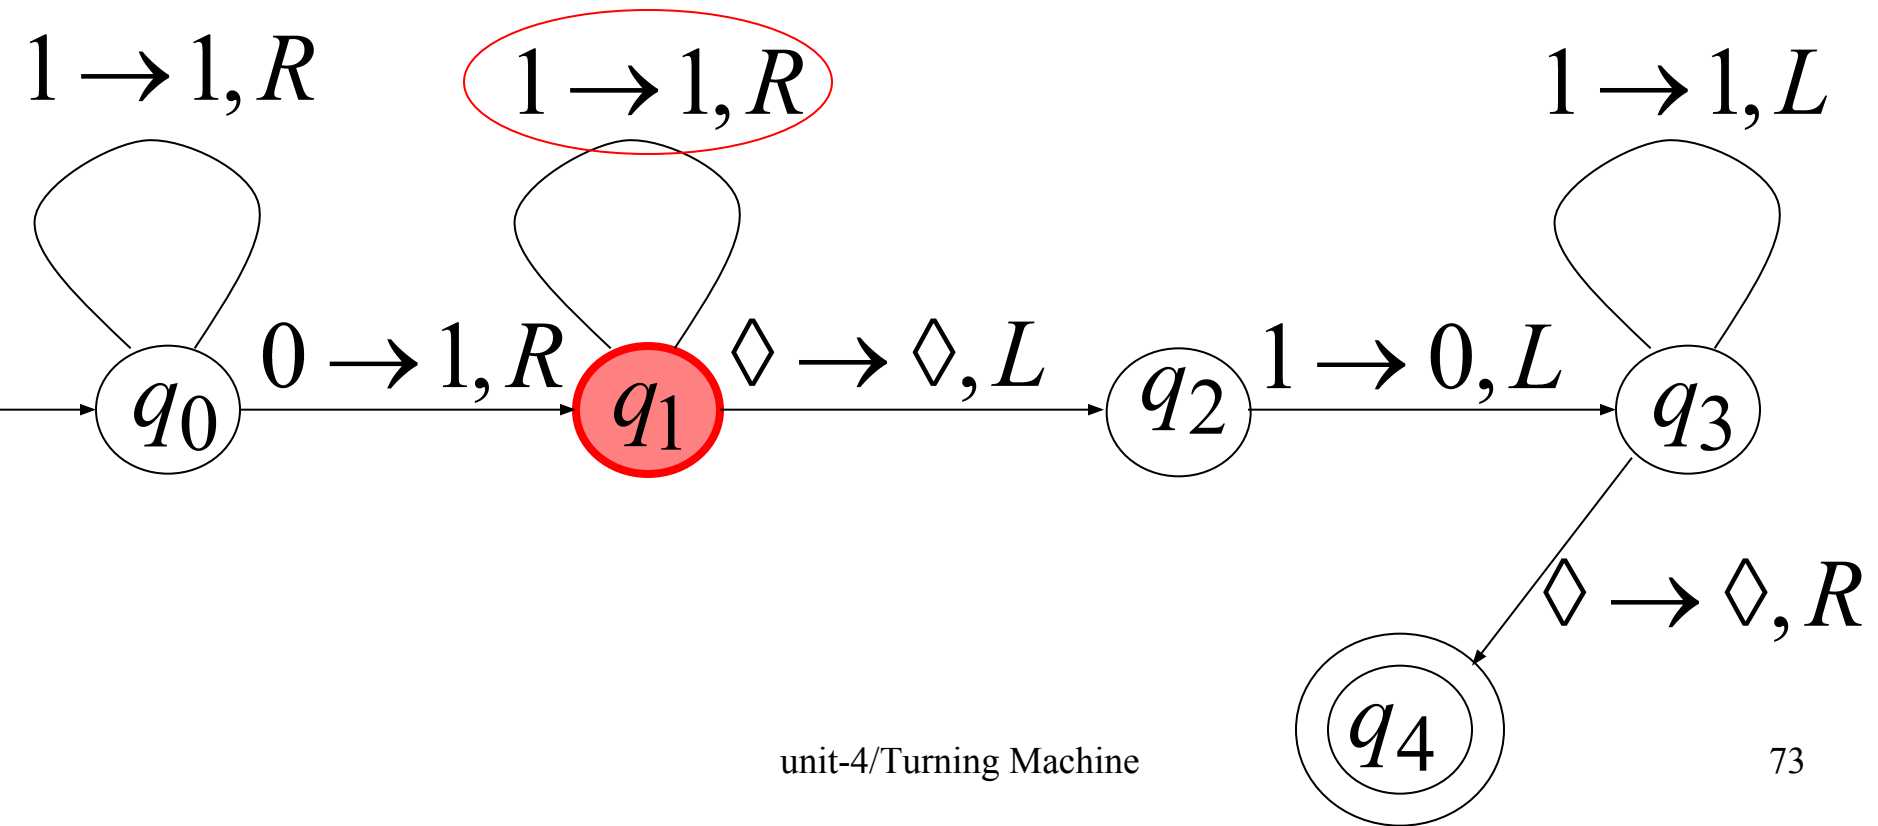 1 → 1, R
1 → 1, R
1 → 1, L
0 → 1, R
◊ → ◊, L
1 → 0, L
q0
q1
q2
q3
◊ → ◊, R
q4
unit-4/Turning Machine
73